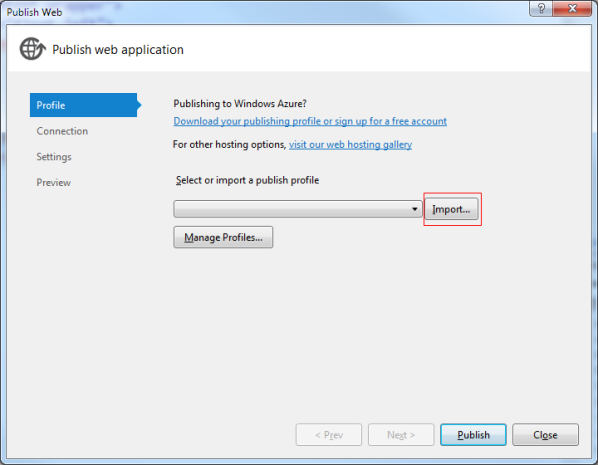 Publish Web
?
Publish web application
Profile
Connection
Settings
Preview
Publishing to Windows Azure?
Download your publishing profile or sign up for a free account
For other hosting options, visit our web hosting gallery
Select or import a publish profile
Import...
Manage Profiles...
< Prev
Next >
Publish
Close